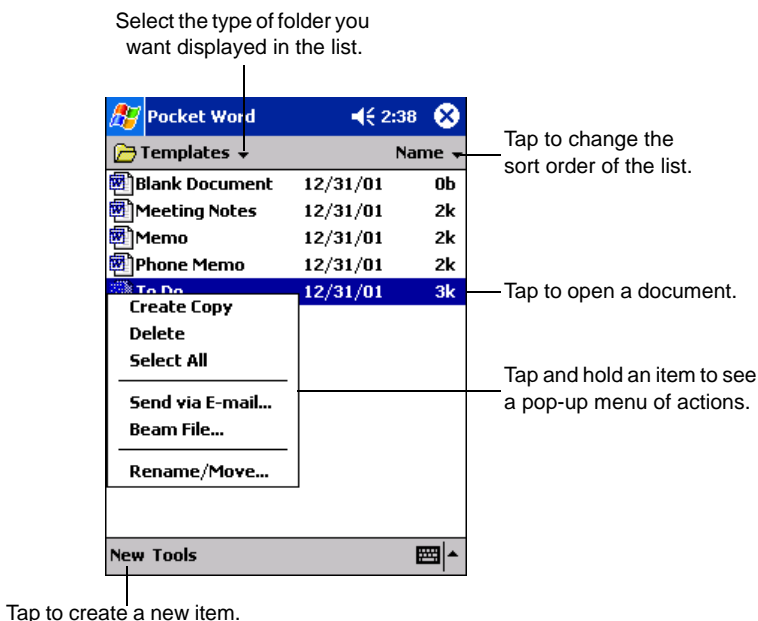 Select the type of folder you
want displayed in the list.
Pocket Word 2:38
Templates Name
Tap to change the
sort order of the list.
Blank Document 12/31/01 0b
Meeting Notes 12/31/01 2k
Memo 12/31/01 2k
Phone Memo 12/31/01 2k
To Do 12/31/01 3k
Tap to open a document.
Create Copy
Delete
Select All
Send via E-mail...
Beam File...
Rename/Move...
Tap and hold an item to see
a pop-up menu of actions.
New Tools
Tap to create a new item.